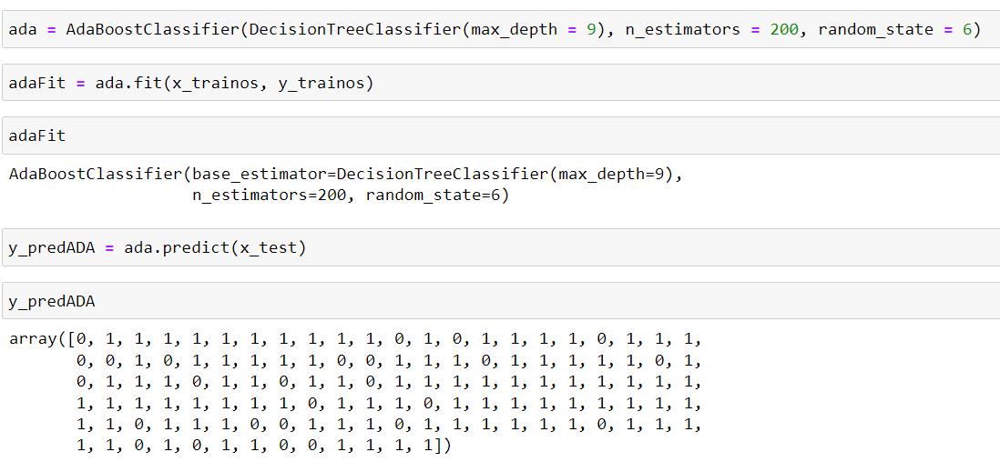 ada = AdaBoostClassifier(DecisionTreeClassifier(max_depth = 9), n_estimators = 200, random_state = 6)
adaFit = ada.fit(x_trainos, y_trainos)
adaFit
AdaBoostClassifier(base_estimator=DecisionTreeClassifier(max_depth=9),
n_estimators=200, random_state=6)
y_predADA = ada.predict(x_test)
y_predADA
array([0, 1, 1, 1, 1, 1, 1, 1, 1, 1, 1, 0, 1, 0, 1, 1, 1, 1, 0, 1, 1, 1,
0, 0, 1, 0, 1, 1, 1, 1, 1, 0, 0, 1, 1, 1, 0, 1, 1, 1, 1, 1, 0, 1,
0, 1, 1, 1, 0, 1, 1, 0, 1, 1, 0, 1, 1, 1, 1, 1, 1, 1, 1, 1, 1, 1,
1, 1, 1, 1, 1, 1, 1, 1, 0, 1, 1, 1, 0, 1, 1, 1, 1, 1, 1, 1, 1, 1,
1, 1, 0, 1, 1, 1, 0, 0, 1, 1, 1, 0, 1, 1, 1, 1, 1, 1, 0, 1, 1, 1,
1, 1, 0, 1, 0, 1, 1, 0, 0, 1, 1, 1, 1])